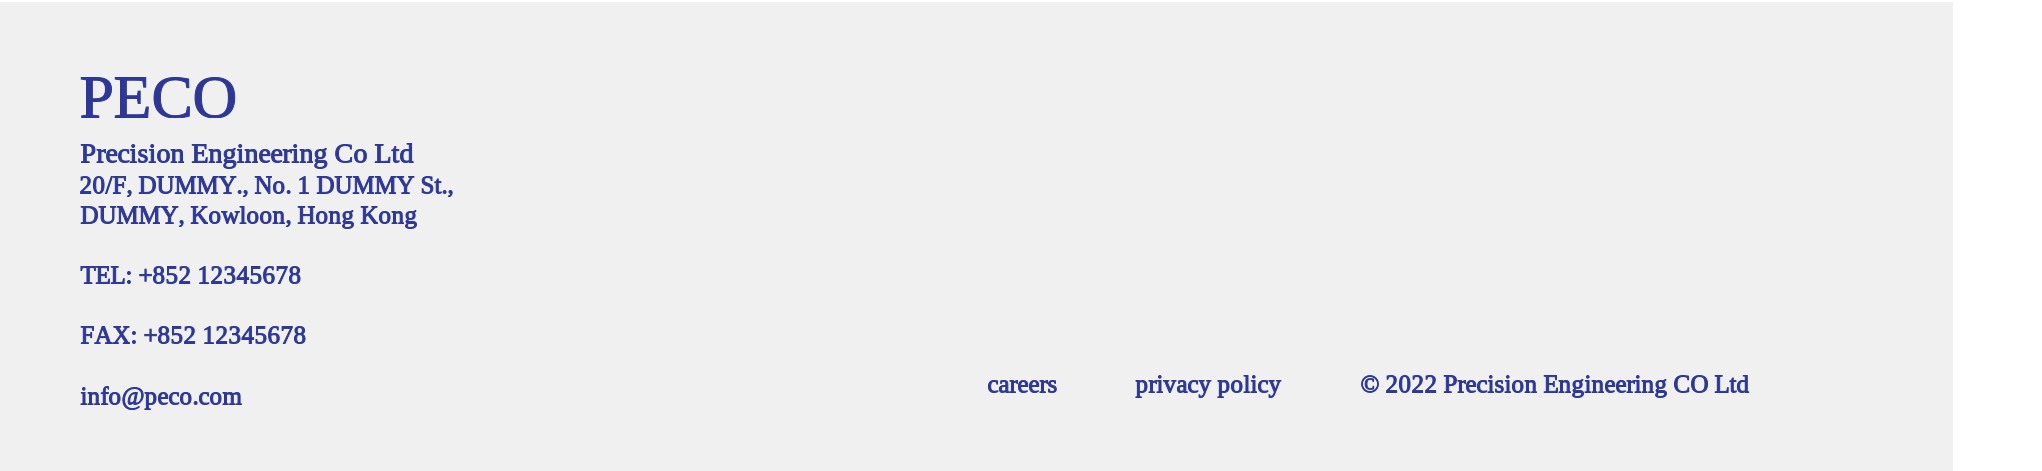 PECO
Precision Engineering Co Ltd
20/F, DUMMY., No. 1 DUMMY St.,
DUMMY, Kowloon, Hong Kong
TEL: +852 12345678
FAX: +852 12345678
info@peco.com
careers privacy policy © 2022 Precision Engineering CO Ltd